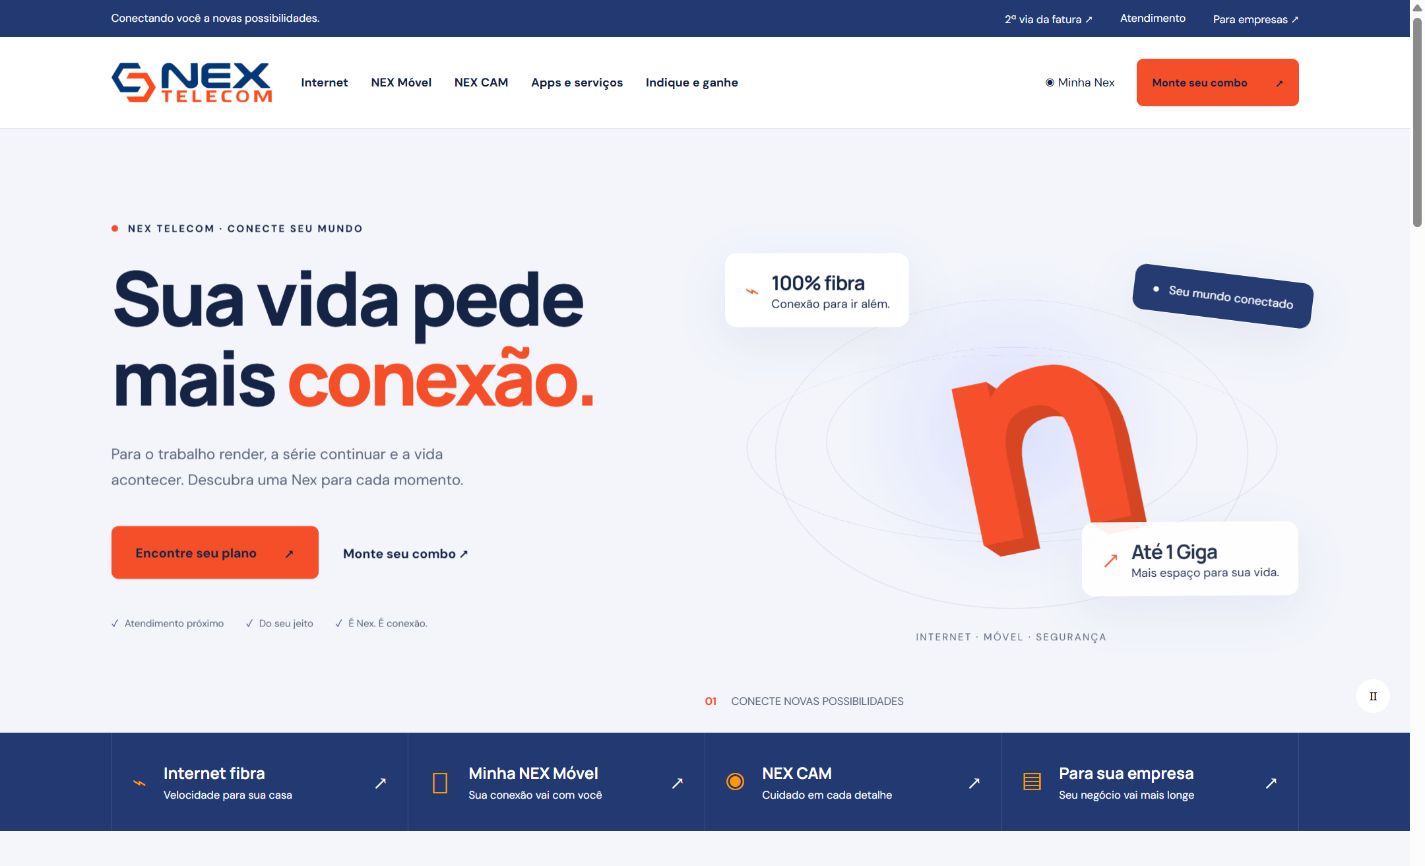 Conectando você a novas possibilidades.
2ª via da fatura ↗ Atendimento Para empresas ↗
NEX
TELECOM
Internet NEX Móvel NEX CAM Apps e serviços Indique e ganhe
◉ Minha Nex
Monte seu combo ↗
NEX TELECOM · CONECTE SEU MUNDO
Sua vida pede
mais conexão.
Para o trabalho render, a série continuar e a vida
acontecer. Descubra uma Nex para cada momento.
Encontre seu plano ↗
Monte seu combo ↗
✓ Atendimento próximo ✓ Do seu jeito ✓ É Nex. É conexão.
100% fibra
Conexão para ir além.
Seu mundo conectado
n
Até 1 Giga
Mais espaço para sua vida.
INTERNET · MÓVEL · SEGURANÇA
01 CONECTE NOVAS POSSIBILIDADES
II
Internet fibra ↗
Velocidade para sua casa
Minha NEX Móvel ↗
Sua conexão vai com você
NEX CAM ↗
Cuidado em cada detalhe
Para sua empresa ↗
Seu negócio vai mais longe